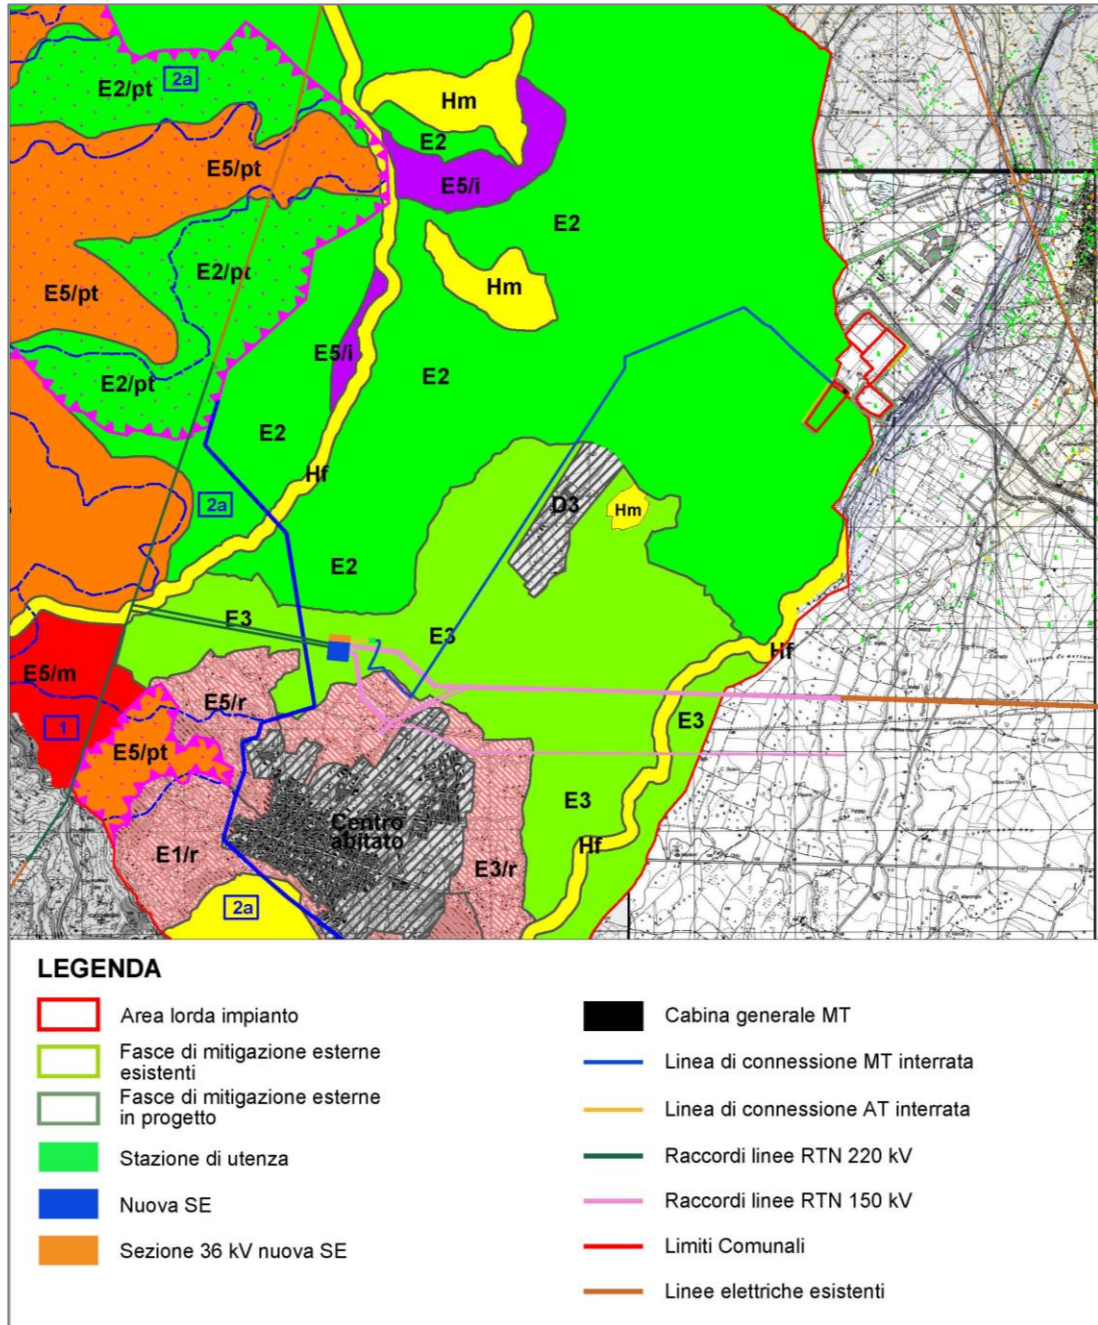 E2/pt
2a
Hm
E2
E5/pt
E5/i
E2
E2/pt
Hm
E5/pt
E5/i
E2
E2/pt
E2
Hf
2a
D3
Hm
E2
E3
E3
Hf
E5/m
E5/r
1
E3
E5/pt
E3
Centro
abitato
Hf
E1/r
E3/r
2a
LEGENDA
Area lorda impianto
Fasce di mitigazione esterne
esistenti
Fasce di mitigazione esterne
in progetto
Stazione di utenza
Nuova SE
Sezione 36 kV nuova SE
Cabina generale MT
Linea di connessione MT interrata
Linea di connessione AT interrata
Raccordi linee RTN 220 kV
Raccordi linee RTN 150 kV
Limiti Comunali
Linee elettriche esistenti